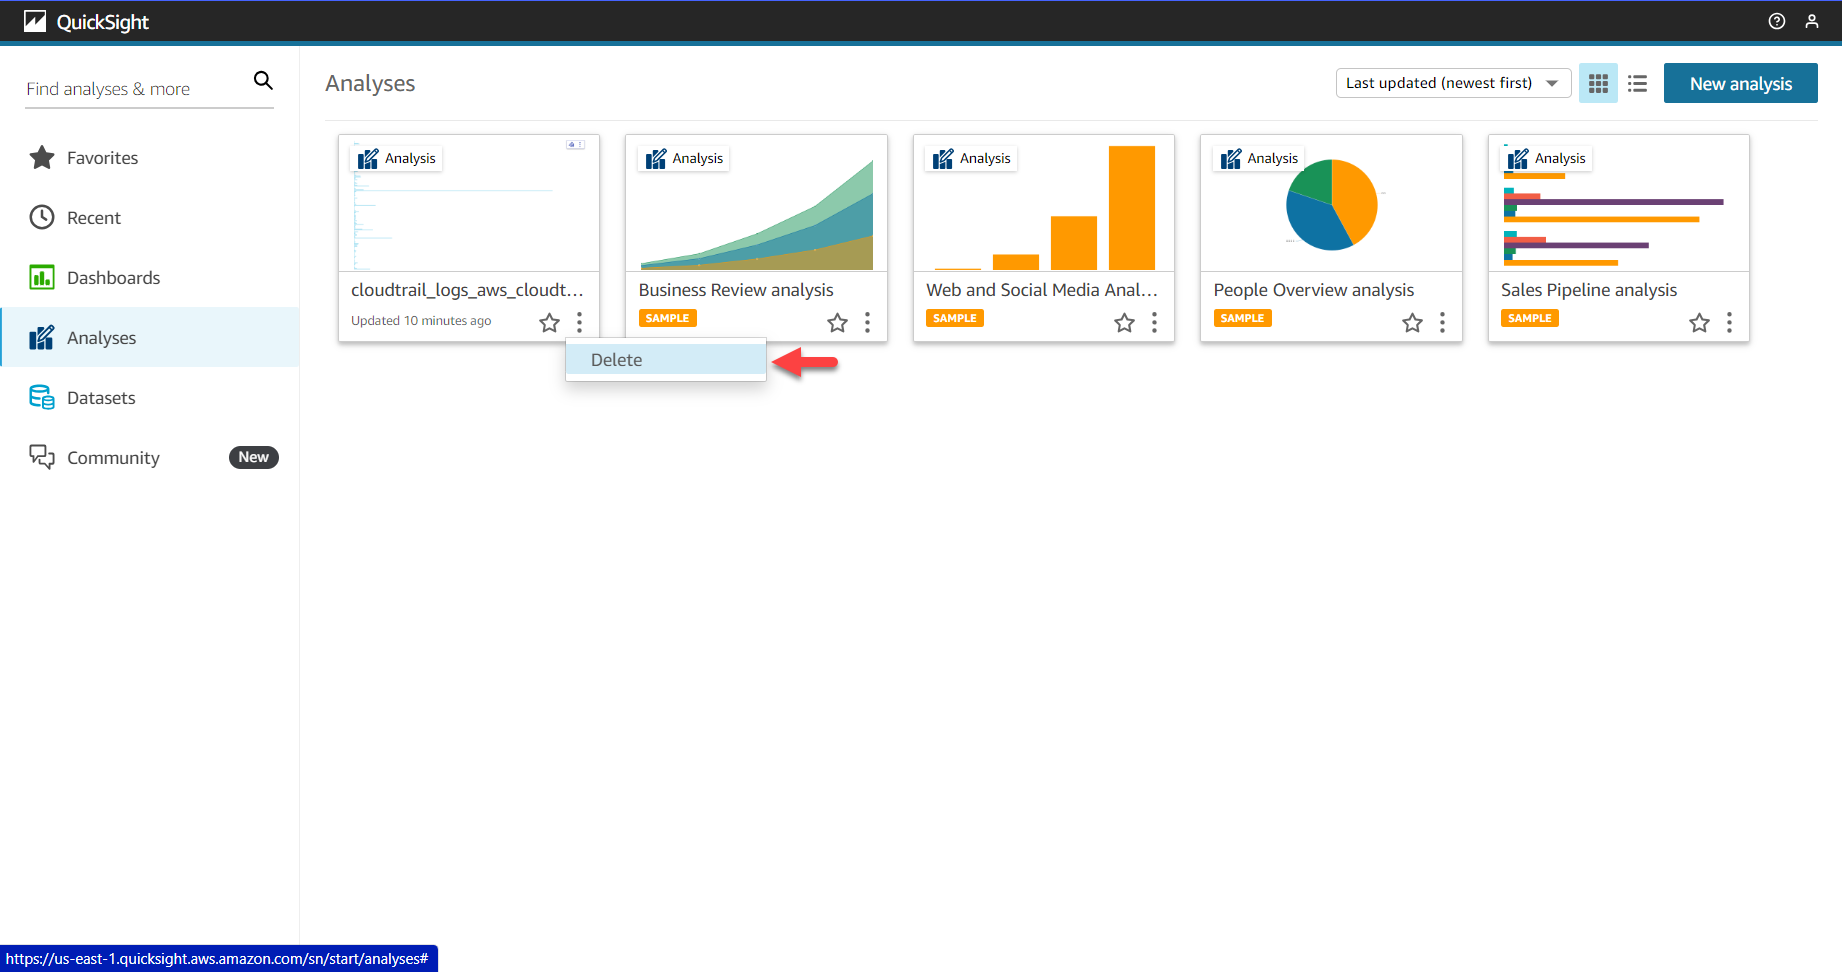 QuickSight
Find analyses & more
Favorites
Recent
Dashboards
Analyses
Datasets
Community
New
Analyses
Last updated (newest first)
New analysis
Analysis
cloudtrail_logs_aws_cloudt...
Updated 10 minutes ago
Analysis
Business Review analysis
SAMPLE
Analysis
Web and Social Media Anal...
SAMPLE
Analysis
People Overview analysis
SAMPLE
Analysis
Sales Pipeline analysis
SAMPLE
Delete
https://us-east-1.quicksight.aws.amazon.com/sn/start/analyses#